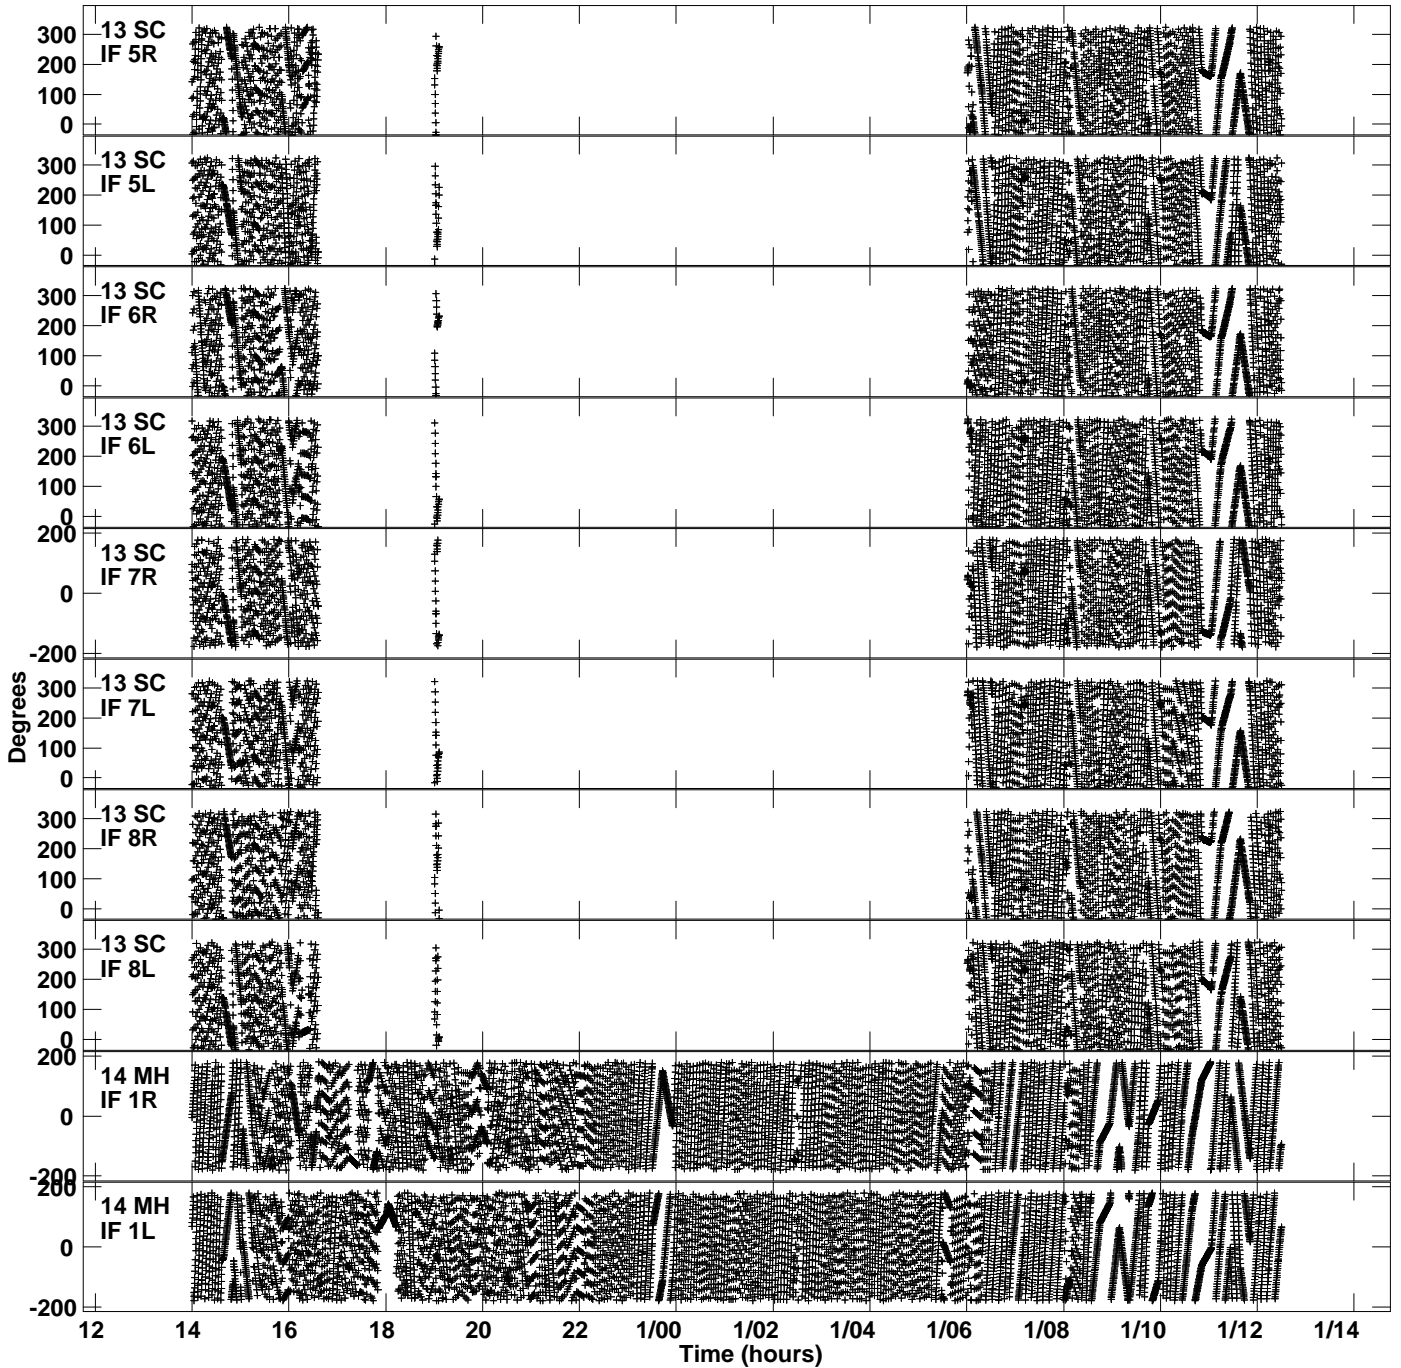 13 SC
IF 5R
300
200
100
0
13 SC
IF 5L
300
200
100
0
13 SC
IF 6R
300
200
100
0
13 SC
IF 6L
300
200
100
0
13 SC
IF 7R
200
0
-200
13 SC
IF 7L
300
200
100
0
13 SC
IF 8R
300
200
100
0
13 SC
IF 8L
300
200
100
0
14 MH
IF 1R
200
0
-200
14 MH
IF 1L
200
0
-200
Degrees
12 14 16 18 20 22 1/00 1/02 1/04 1/06 1/08 1/10 1/12 1/14
Time (hours)